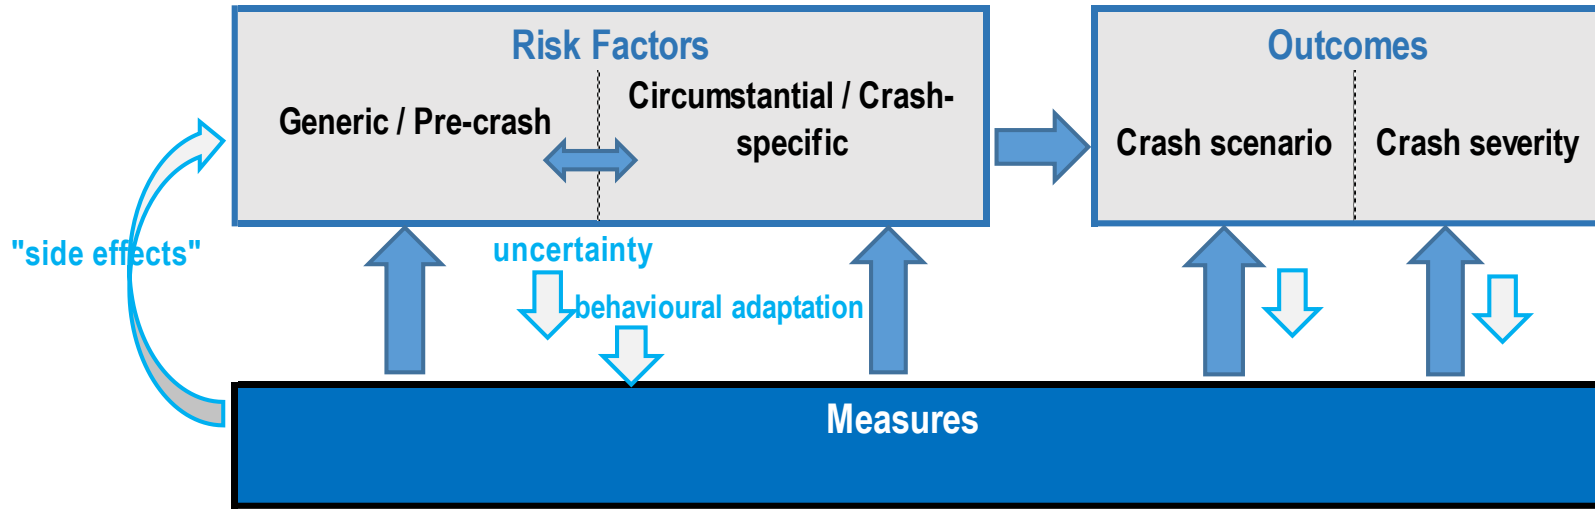 Risk Factors
Generic / Pre-crash
Circumstantial / Crash-
specific
Outcomes
Crash scenario
Crash severity
"side effects"
uncertainty
behavioural adaptation
Measures